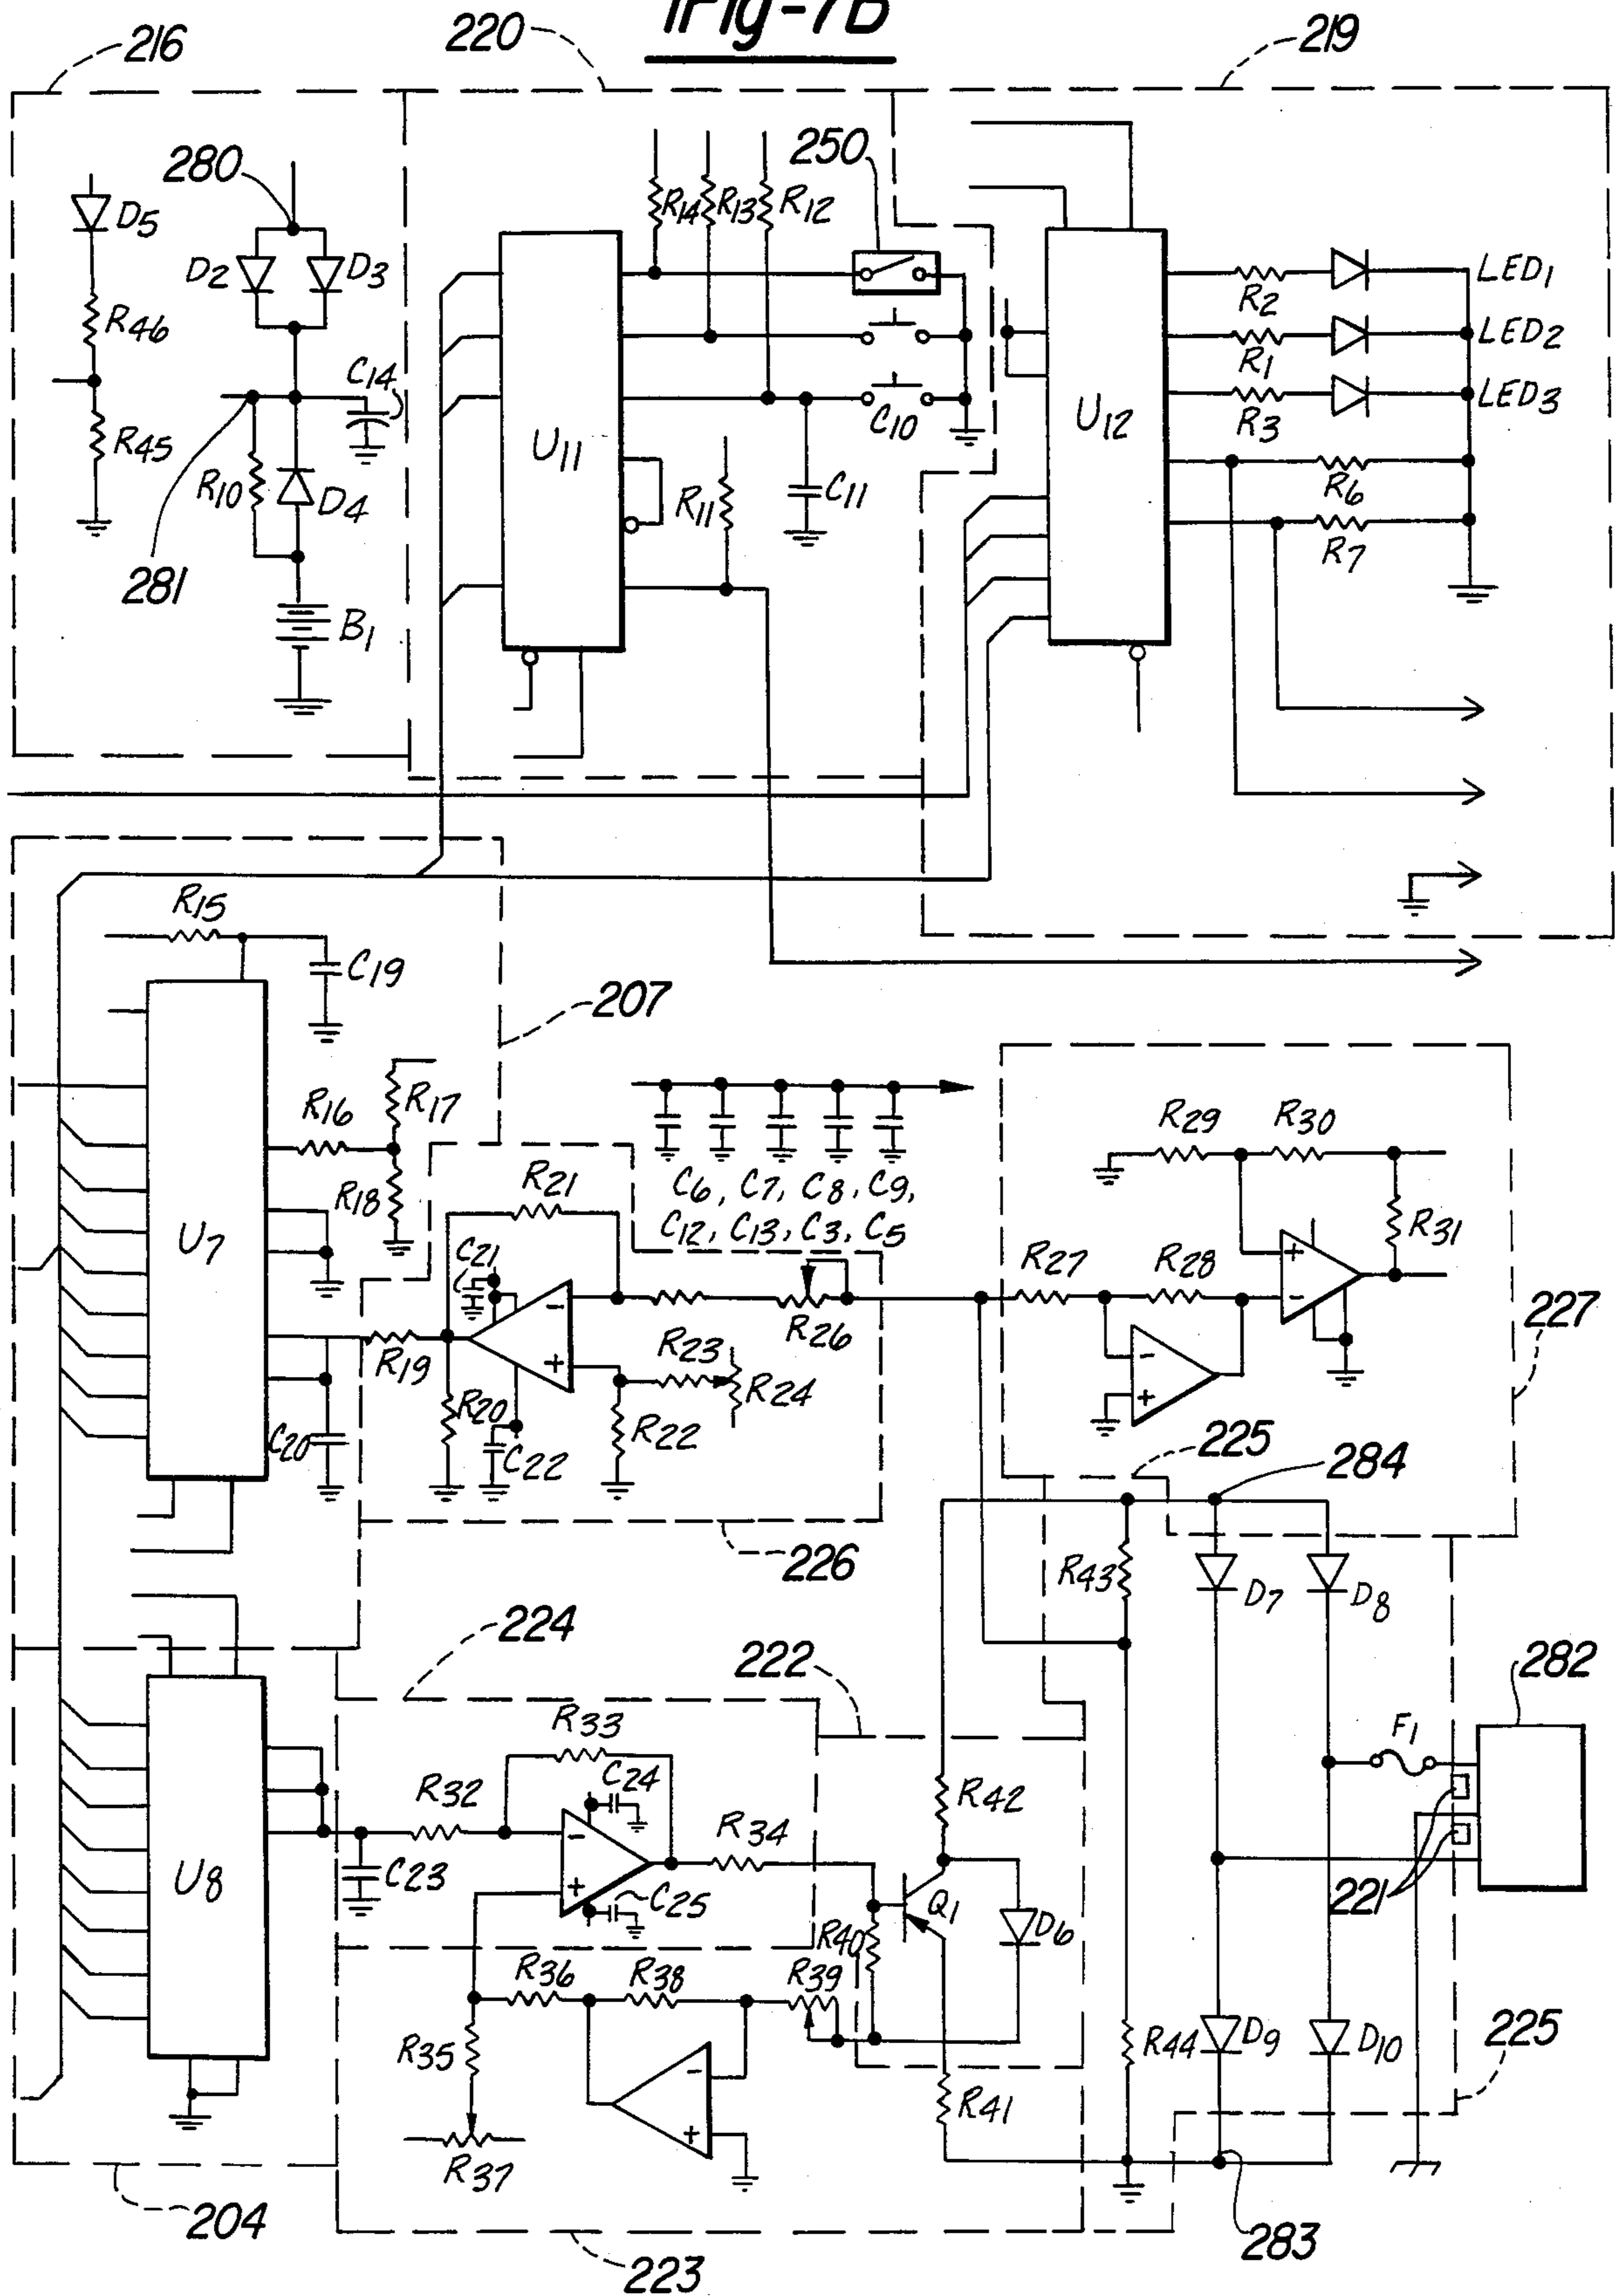 Fig-7B
216
220
219
280
250
D5
D2
D3
R14
R13
R12
LED1
R2
R46
LED2
R1
C14
LED3
R3
C10
U12
R45
U11
R10
D4
R11
C11
R6
R7
281
B1
R15
C19
207
R16
R17
R29
R30
R18
R21
C6, C7, C8, C9,
C12, C13, C3, C5
U7
C21
R31
R27
R28
-
+
-
R26
227
R19
+
R23
R24
-
+
R20
R22
C20
C22
225
284
226
R43
D7
D8
224
222
282
R33
F1
C24
R32
R42
-
R34
U8
C23
+
C25
221
Q1
D6
R40
R36
R38
R39
R35
R44
D9
D10
225
-
R41
+
R37
204
283
223